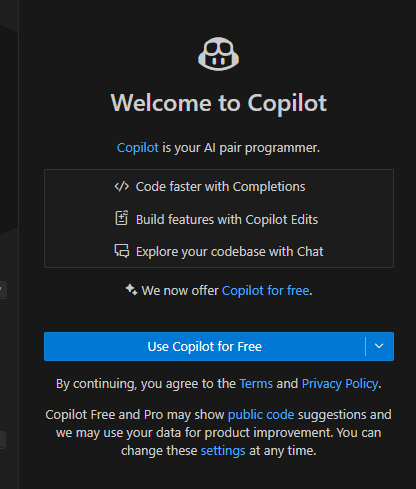 Welcome to Copilot
Copilot is your AI pair programmer.
Code faster with Completions
Build features with Copilot Edits
Explore your codebase with Chat
We now offer Copilot for free.
Use Copilot for Free
By continuing, you agree to the Terms and Privacy Policy.
Copilot Free and Pro may show public code suggestions and
we may use your data for product improvement. You can
change these settings at any time.